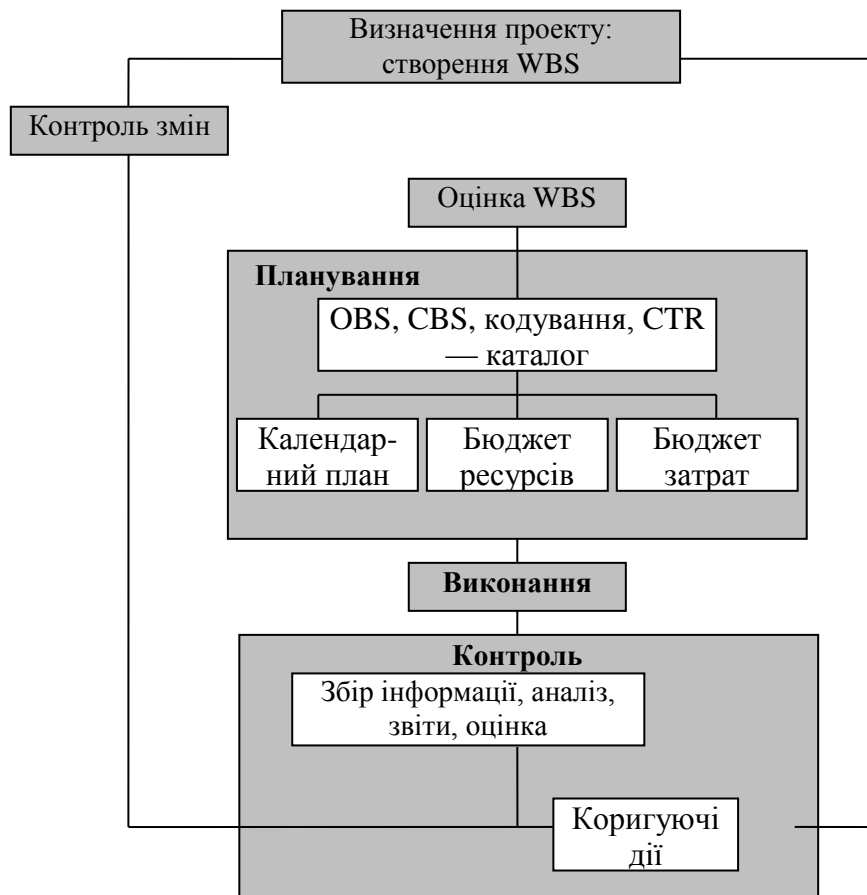 Визначення проекту:
створення WBS
Контроль змін
Оцінка WBS
Планування
OBS, CBS, кодування, CTR
— каталог
Календар-
ний план
Бюджет
ресурсів
Бюджет
затрат
Виконання
Контроль
Збір інформації, аналіз,
звіти, оцінка
Коригуючі
дії